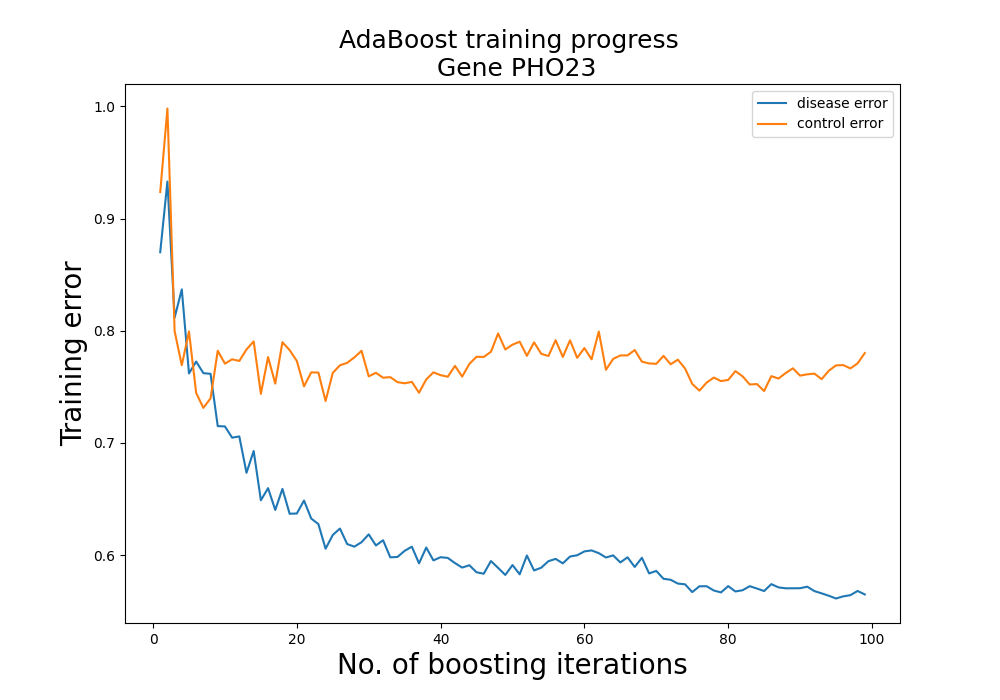 AdaBoost training progress
Gene PHO23
disease error
control error
Training error
1.0
0.9
0.8
0.7
0.6
0
20
40
60
80
100
No. of boosting iterations